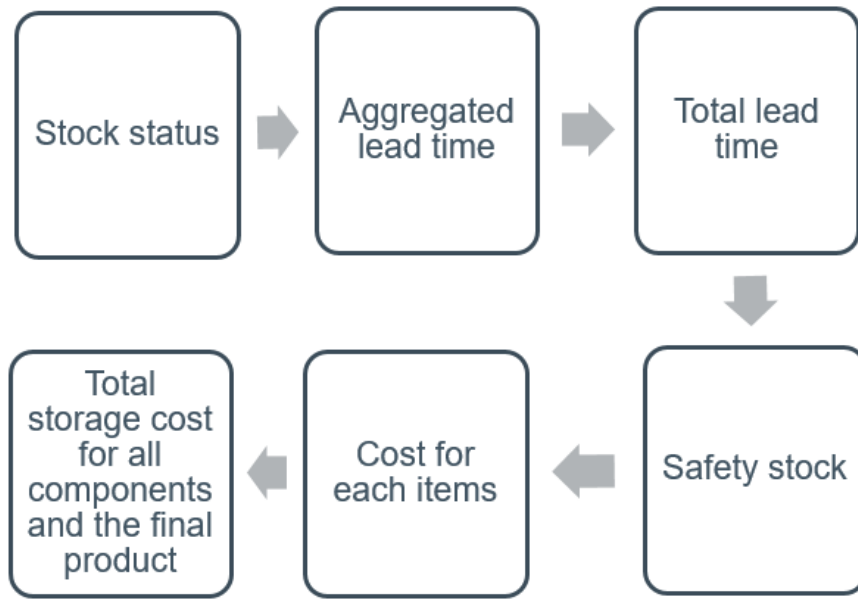 Stock status
Aggregated
lead time
Total lead
time
Safety stock
Cost for
each items
Total
storage cost
for all
components
and the final
product